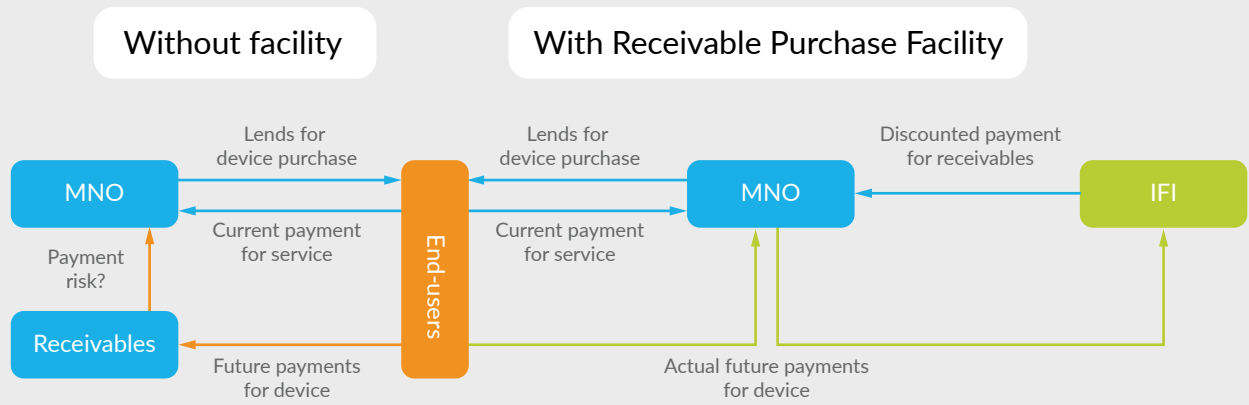 Without facility
With Receivable Purchase Facility
Lends for
device purchase
Lends for
device purchase
Discounted payment
for receivables
MNO
End-users
MNO
IFI
Current payment
for service
Current payment
for service
Payment
risk?
Receivables
Future payments
for device
Actual future payments
for device